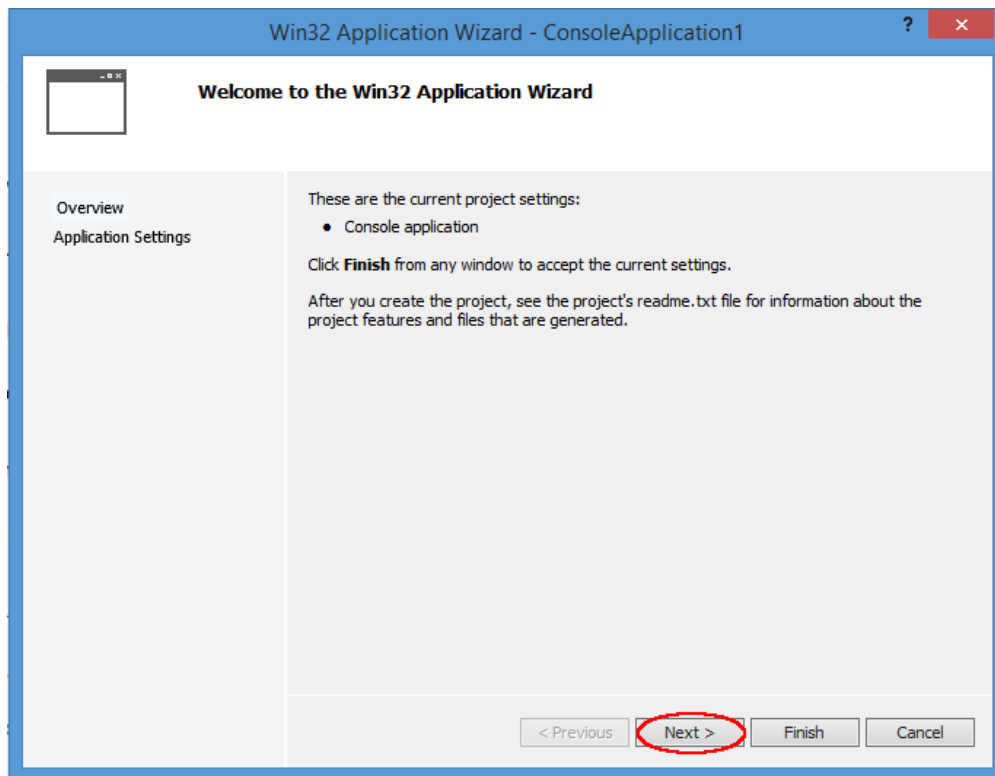 Win32 Application Wizard - ConsoleApplication1
?
Welcome to the Win32 Application Wizard
Overview
Application Settings
These are the current project settings:
• Console application
Click Finish from any window to accept the current settings.
After you create the project, see the project's readme.txt file for information about the
project features and files that are generated.
< Previous
Next >
Finish
Cancel